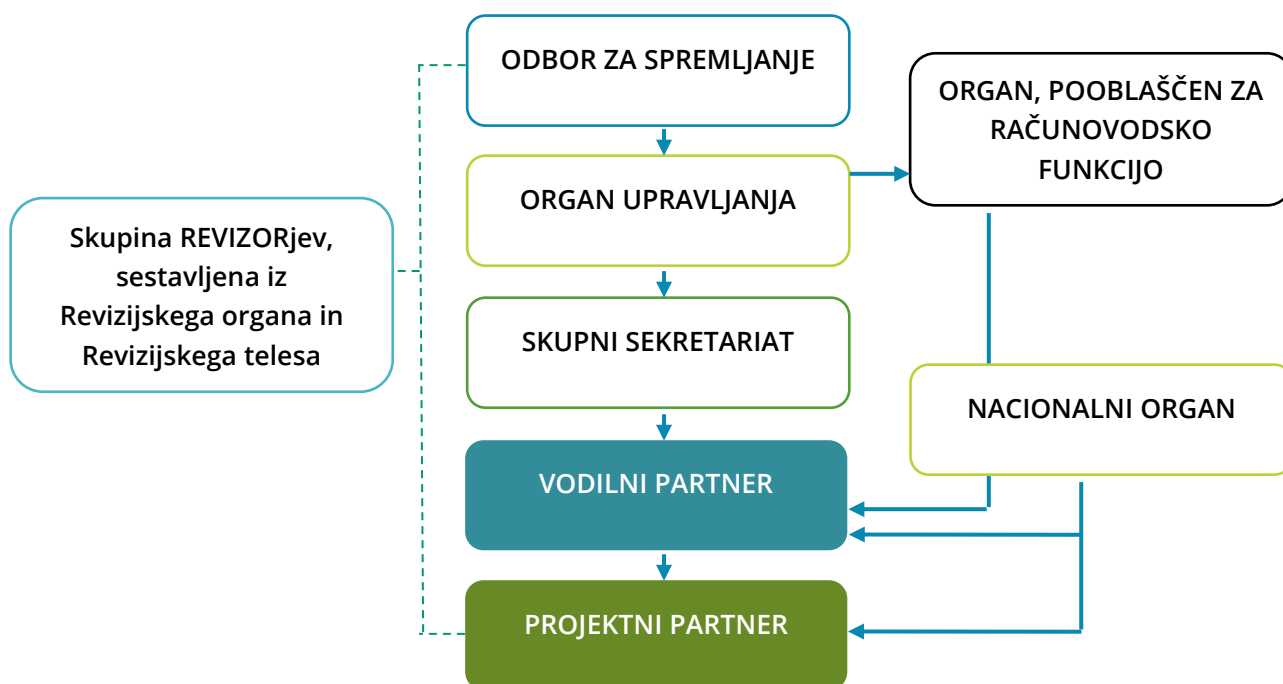 ODBOR ZA SPREMLJANJE
ORGAN, POOBLAŠČEN ZA
RAČUNOVODSKO
FUNKCIJO
ORGAN UPRAVLJANJA
Skupina REVIZORjev,
sestavljena iz
Revizijskega organa in
Revizijskega telesa
SKUPNI SEKRETARIAT
NACIONALNI ORGAN
VODILNI PARTNER
PROJEKTNI PARTNER